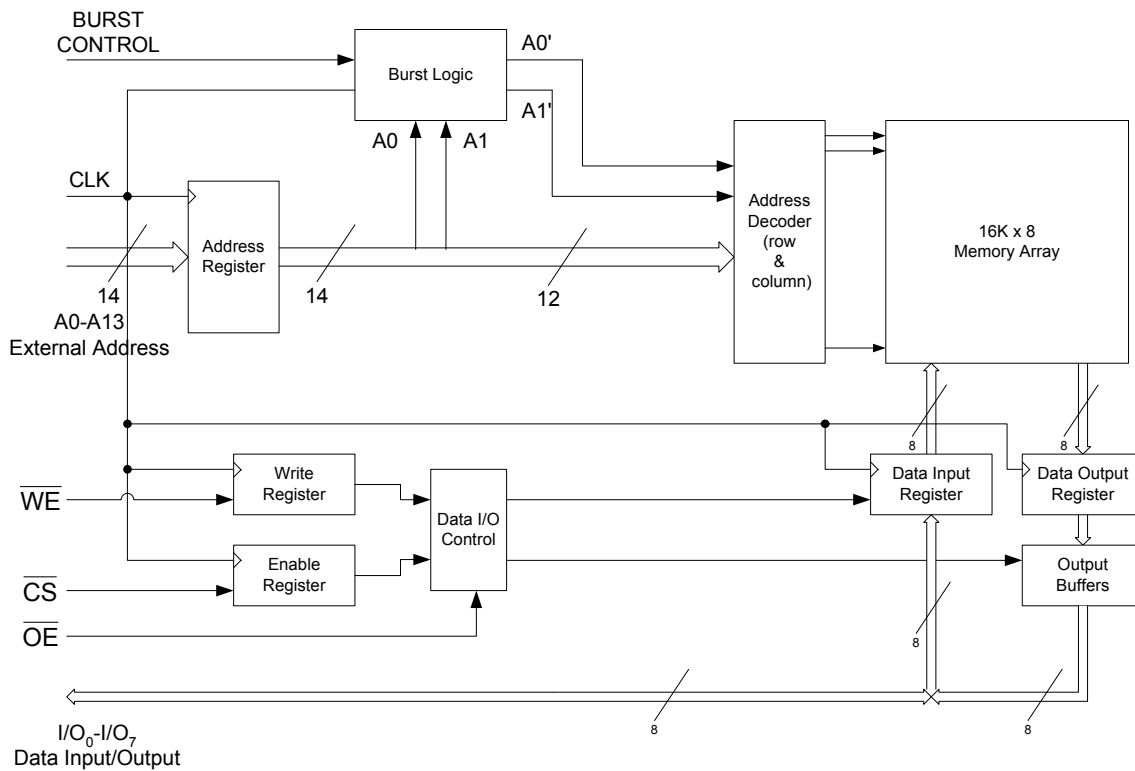 BURST
CONTROL
Burst Logic
A0'
A1'
A0
A1
CLK
Address
Register
14
14
12
A0-A13
External Address
Address
Decoder
(row
&
column)
16K x 8
Memory Array
8
8
WE
Write
Register
Data I/O
Control
Data Input
Register
Data Output
Register
CS
Enable
Register
Output
Buffers
OE
8
8
8
I/O₀-I/O₇
Data Input/Output